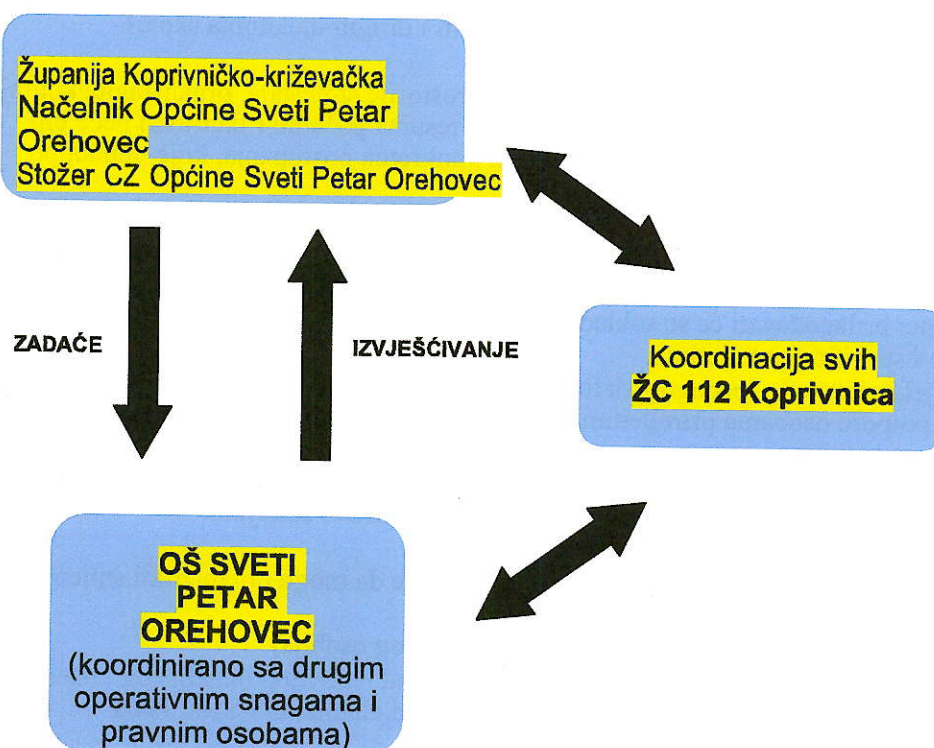 Županija Koprivničko-križevačka
Načelnik Općine Sveti Petar
Orehovec
Stožer CZ Općine Sveti Petar Orehovec
ZADAĆE
IZVJEŠĆIVANJE
Koordinacija svih
ŽC 112 Koprivnica
OŠ SVETI
PETAR
OREHOVEC
(koordinirano sa drugim
operativnim snagama i
pravnim osobama)